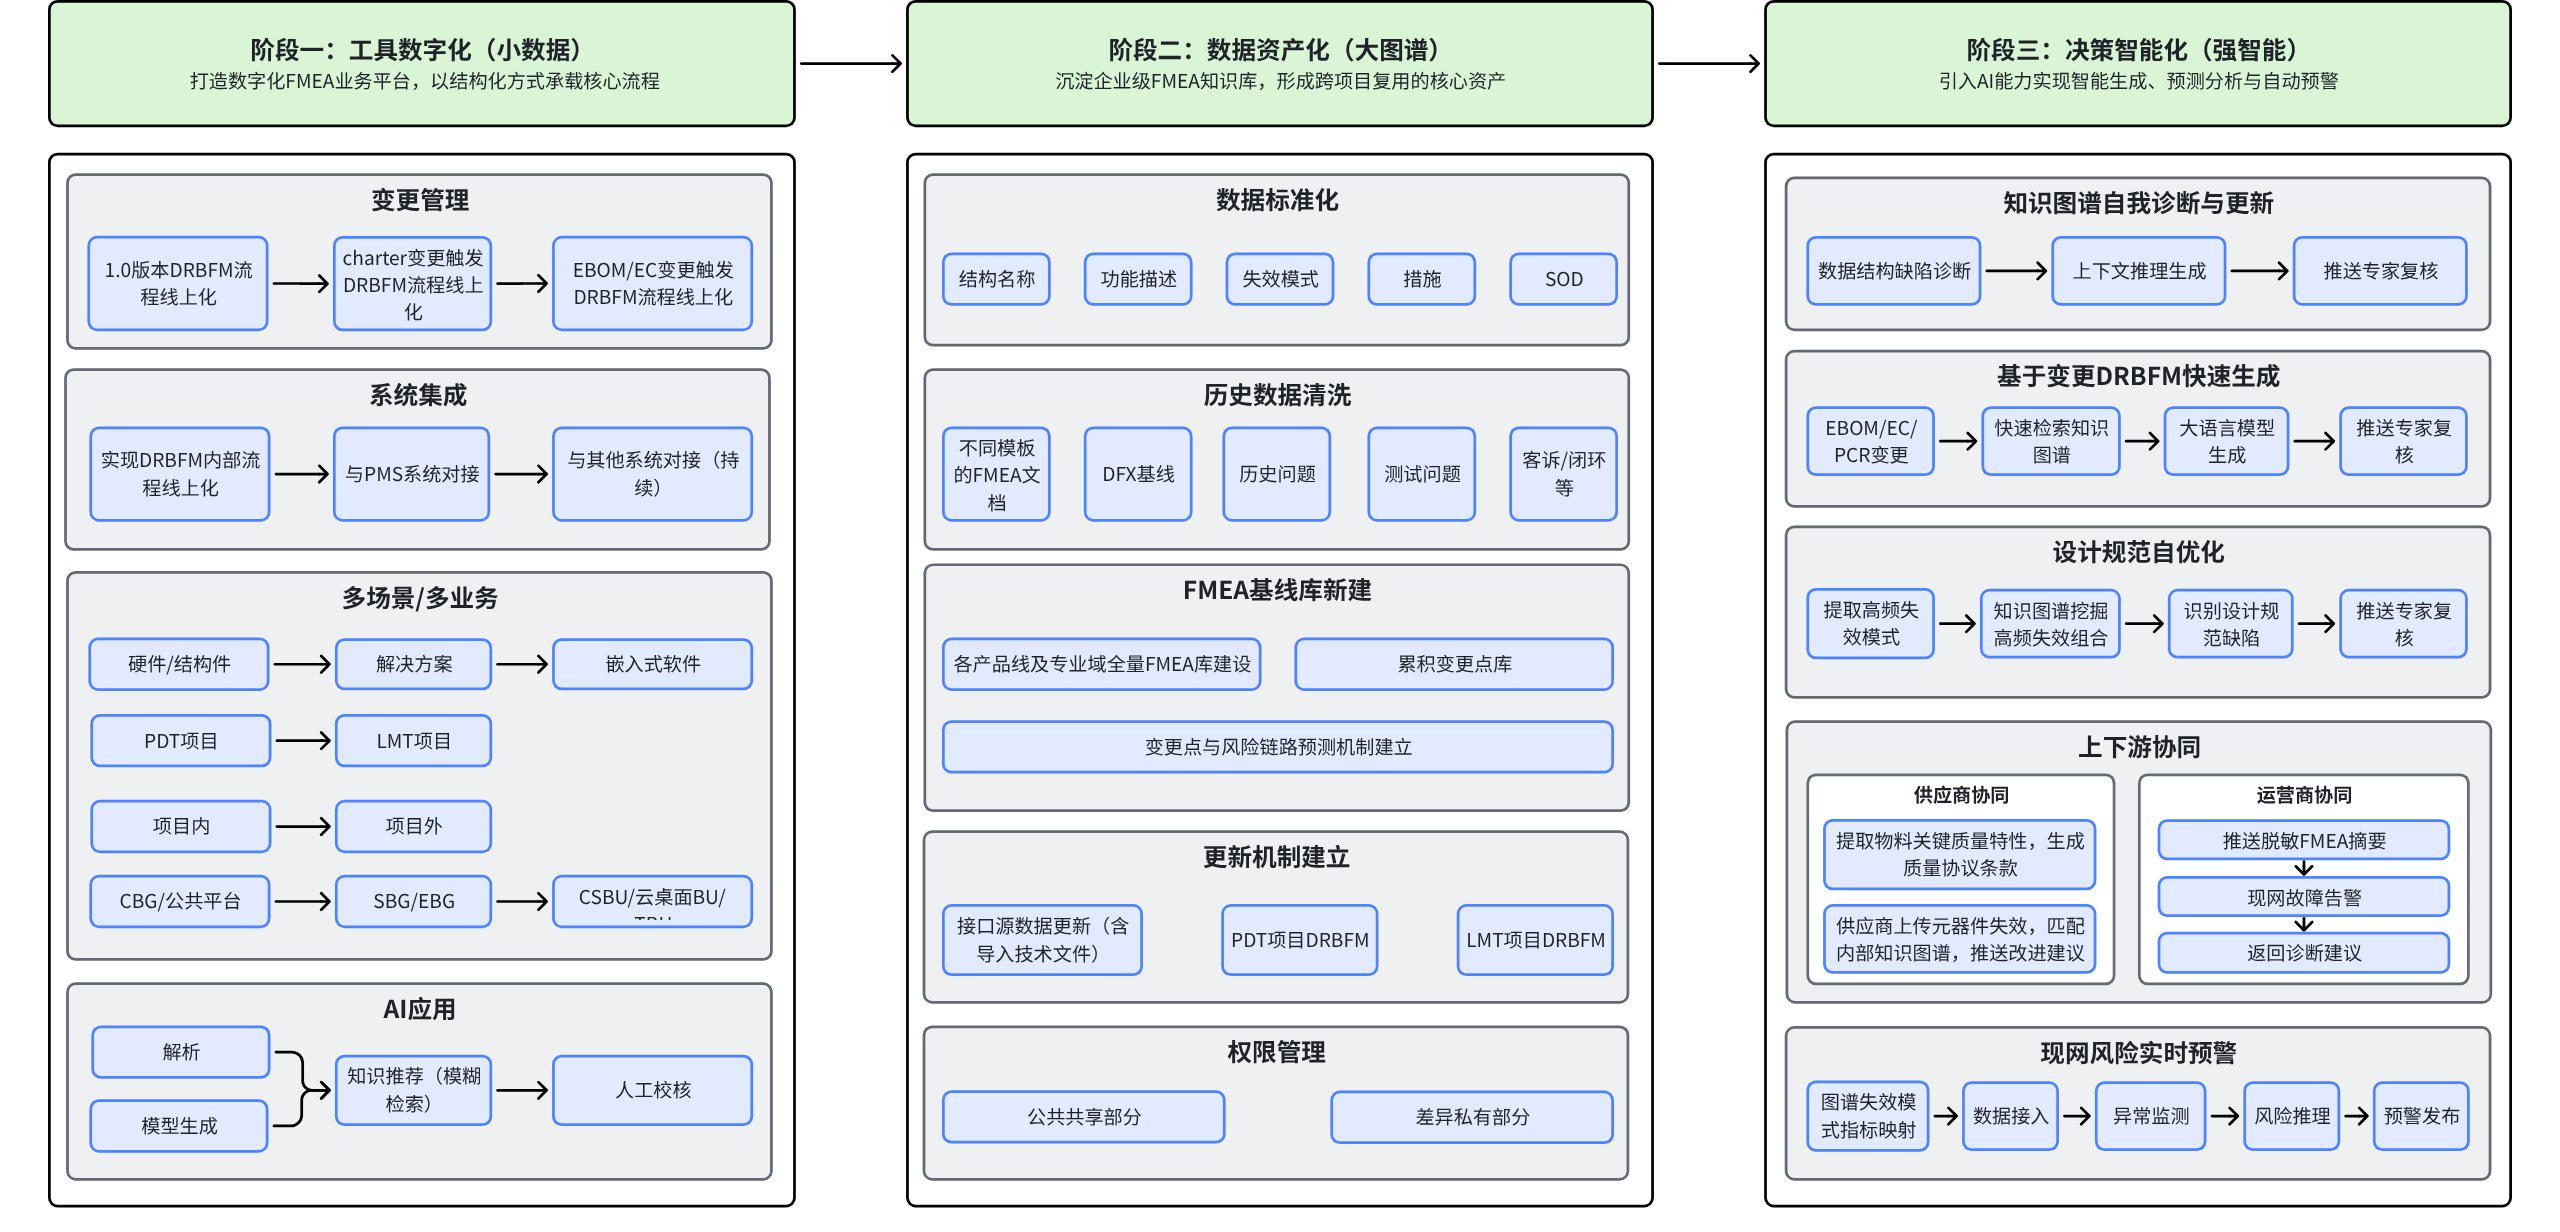 阶段一：工具数字化（小数据）
打造数字化FMEA业务平台，以结构化方式承载核心流程
变更管理
1.0版本DRBFM流
程线上化
charter变更触发
DRBFM流程线上
化
EBOM/EC变更触发
DRBFM流程线上化
系统集成
实现DRBFM内部流
程线上化
与PMS系统对接
与其他系统对接（持
续）
多场景/多业务
硬件/结构件
解决方案
嵌入式软件
PDT项目
LMT项目
项目内
项目外
CBG/公共平台
SBG/EBG
CSBU/云桌面BU/
AI应用
解析
模型生成
知识推荐（模糊
检索）
人工校核
阶段二：数据资产化（大图谱）
沉淀企业级FMEA知识库，形成跨项目复用的核心资产
数据标准化
结构名称
功能描述
失效模式
措施
SOD
历史数据清洗
不同模板
的FMEA文
档
DFX基线
历史问题
测试问题
客诉/闭环
等
FMEA基线库新建
各产品线及专业域全量FMEA库建设
累积变更点库
变更点与风险链路预测机制建立
更新机制建立
接口源数据更新（含
导入技术文件）
PDT项目DRBFM
LMT项目DRBFM
权限管理
公共共享部分
差异私有部分
阶段三：决策智能化（强智能）
引入AI能力实现智能生成、预测分析与自动预警
知识图谱自我诊断与更新
数据结构缺陷诊断
上下文推理生成
推送专家复核
基于变更DRBFM快速生成
EBOM/EC/
PCR变更
快速检索知识
图谱
大语言模型
生成
推送专家复
核
设计规范自优化
提取高频失
效模式
知识图谱挖掘
高频失效组合
识别设计规
范缺陷
推送专家复
核
上下游协同
供应商协同
提取物料关键质量特性，生成
质量协议条款
供应商上传元器件失效，匹配
内部知识图谱，推送改进建议
运营商协同
推送脱敏FMEA摘要
现网故障告警
返回诊断建议
现网风险实时预警
图谱失效模
式指标映射
数据接入
异常监测
风险推理
预警发布